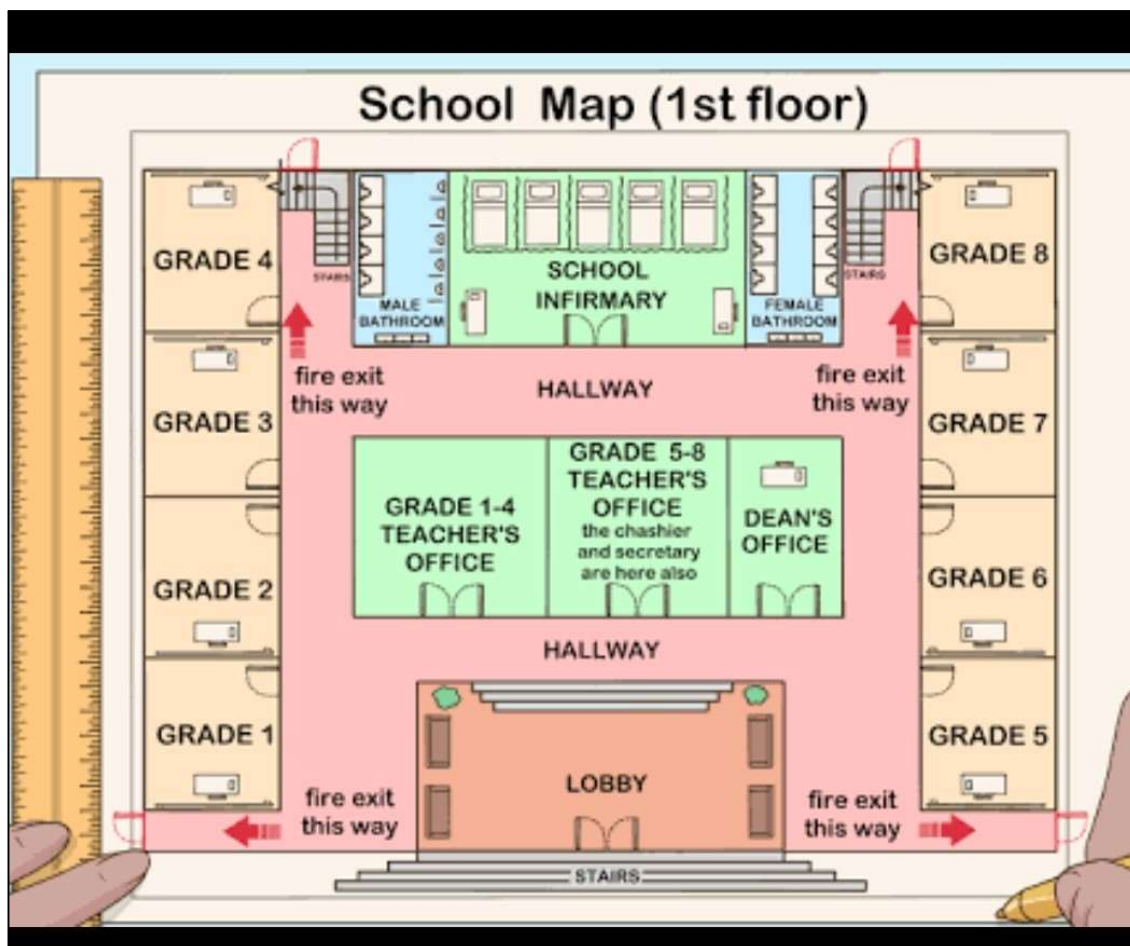 School Map (1st floor)
GRADE 4
STAIRS
MALE
BATHROOM
SCHOOL
INFIRMARY
FEMALE
BATHROOM
STAIRS
GRADE 8
fire exit
this way
HALLWAY
fire exit
this way
GRADE 3
GRADE 7
GRADE 1-4
TEACHER'S
OFFICE
GRADE 5-8
TEACHER'S
OFFICE
the chashier
and secretary
are here also
DEAN'S
OFFICE
GRADE 2
GRADE 6
HALLWAY
GRADE 1
GRADE 5
LOBBY
fire exit
this way
fire exit
this way
STAIRS